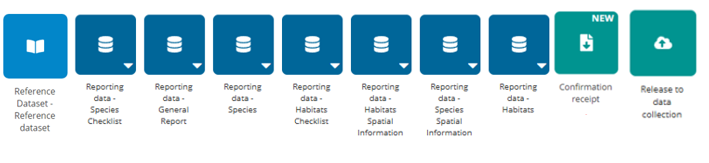 NEW
Reference
Dataset -
Reference
dataset
Reporting
data -
Species
Checklist
Reporting
data -
General
Report
Reporting
data -
Species
Reporting
data -
Habitats
Checklist
Reporting
data -
Habitats
Spatial
Information
Reporting
data -
Species
Spatial
Information
Reporting
data -
Habitats
Confirmation
receipt
Release to
data
collection